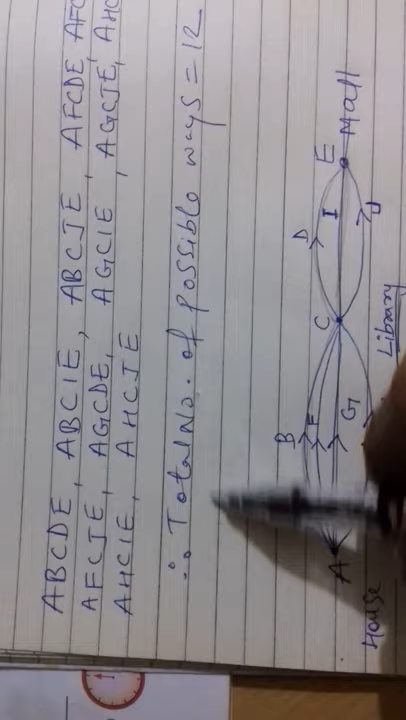 ABCDE, ABCIE, ABCJE, AFCDE, AFC
AFCJE, AGCDE, AGCIE, AGCJE, AHC
AHCIE, AHCJE
∴ Total No. of possible ways = 12
B
D
F
C
I
E
Mall
A
G
J
House
Library